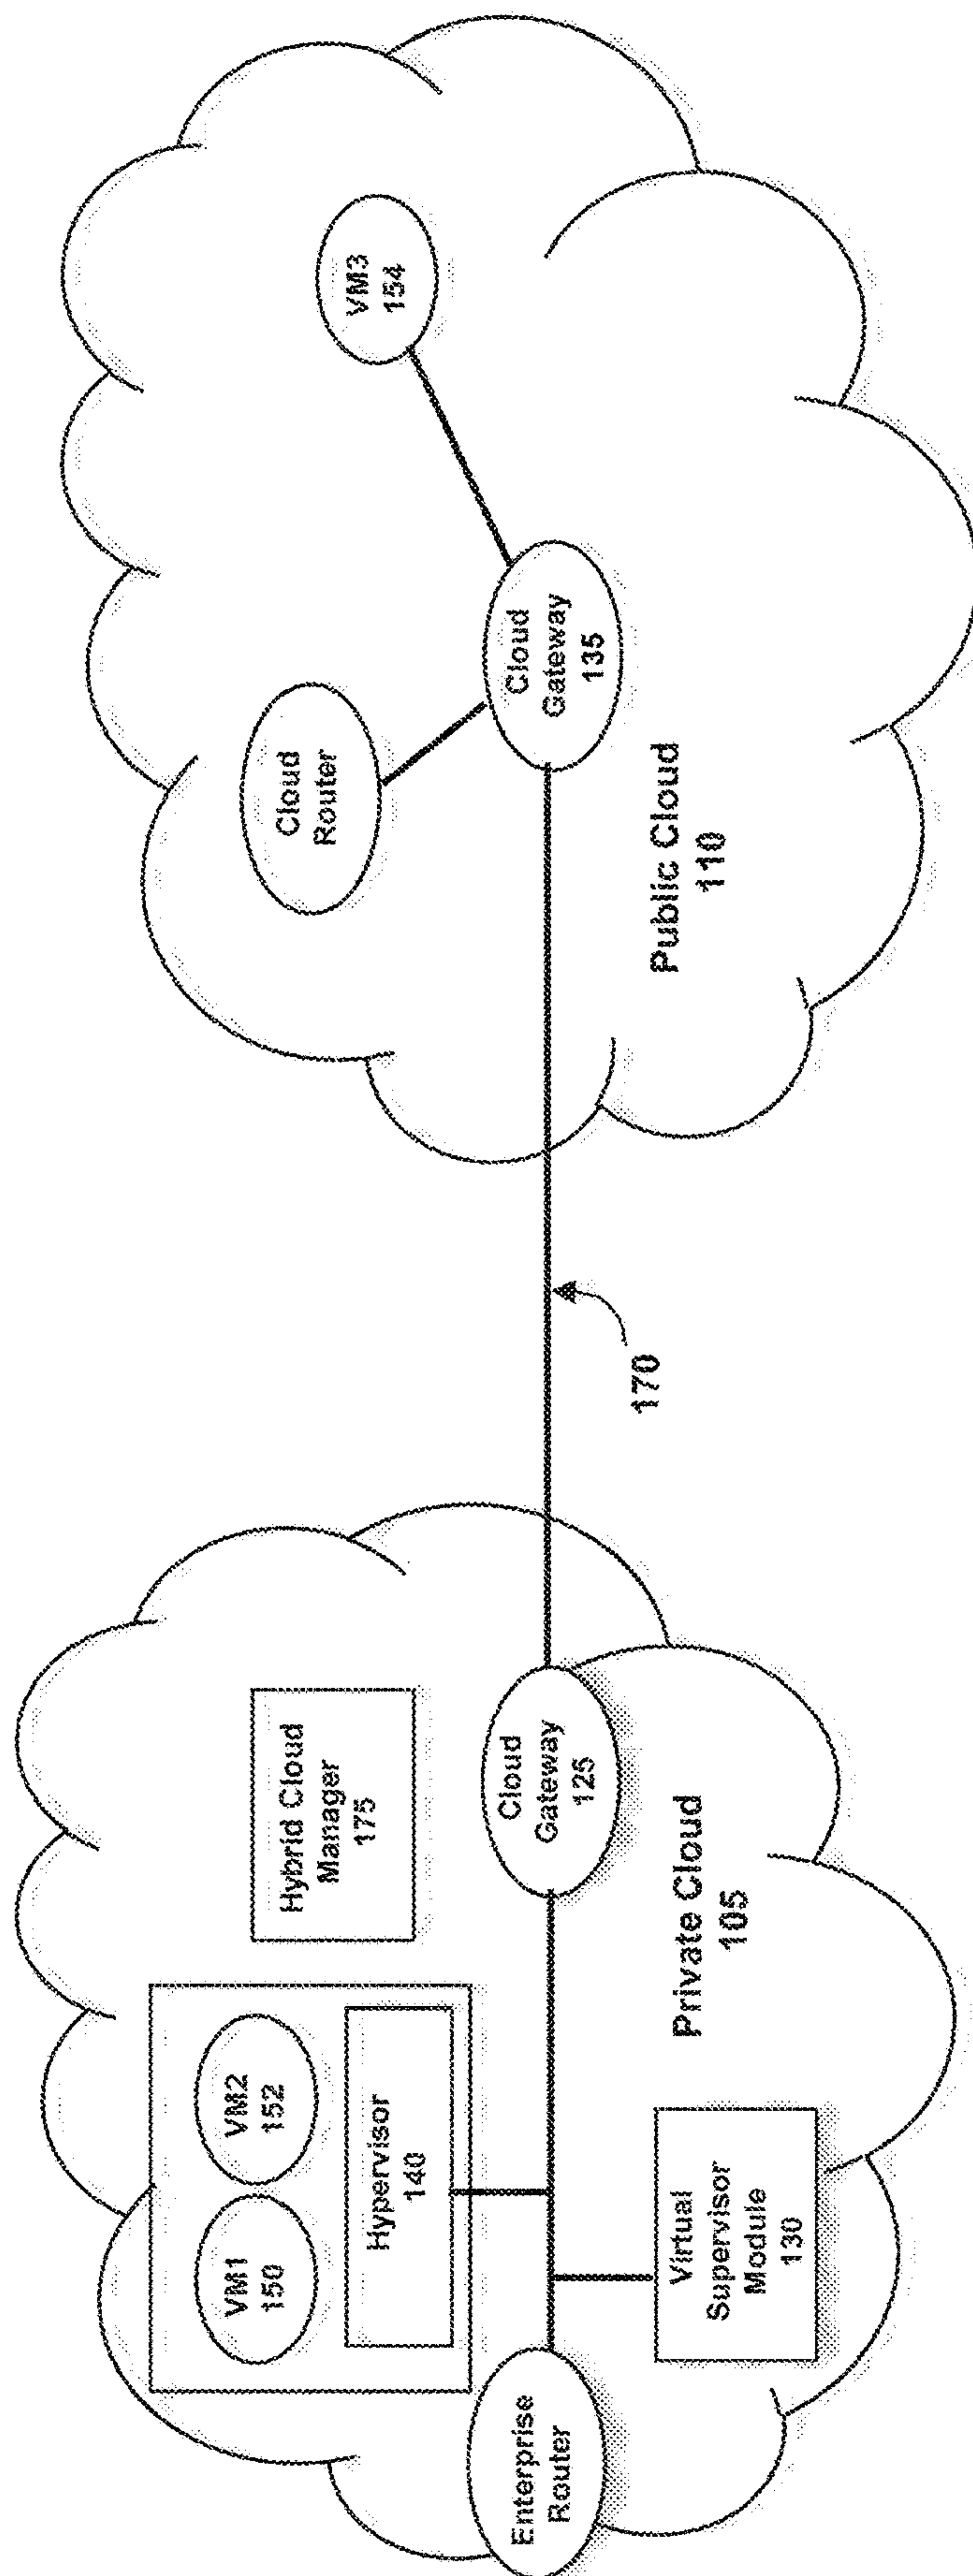 VM1
150
VM2
152
Hypervisor
140
Hybrid Cloud
Manager
175
Enterprise
Router
Cloud
Gateway
125
Virtual
Supervisor
Module
130
Private Cloud
105
170
Cloud
Router
VM3
154
Cloud
Gateway
135
Public Cloud
110